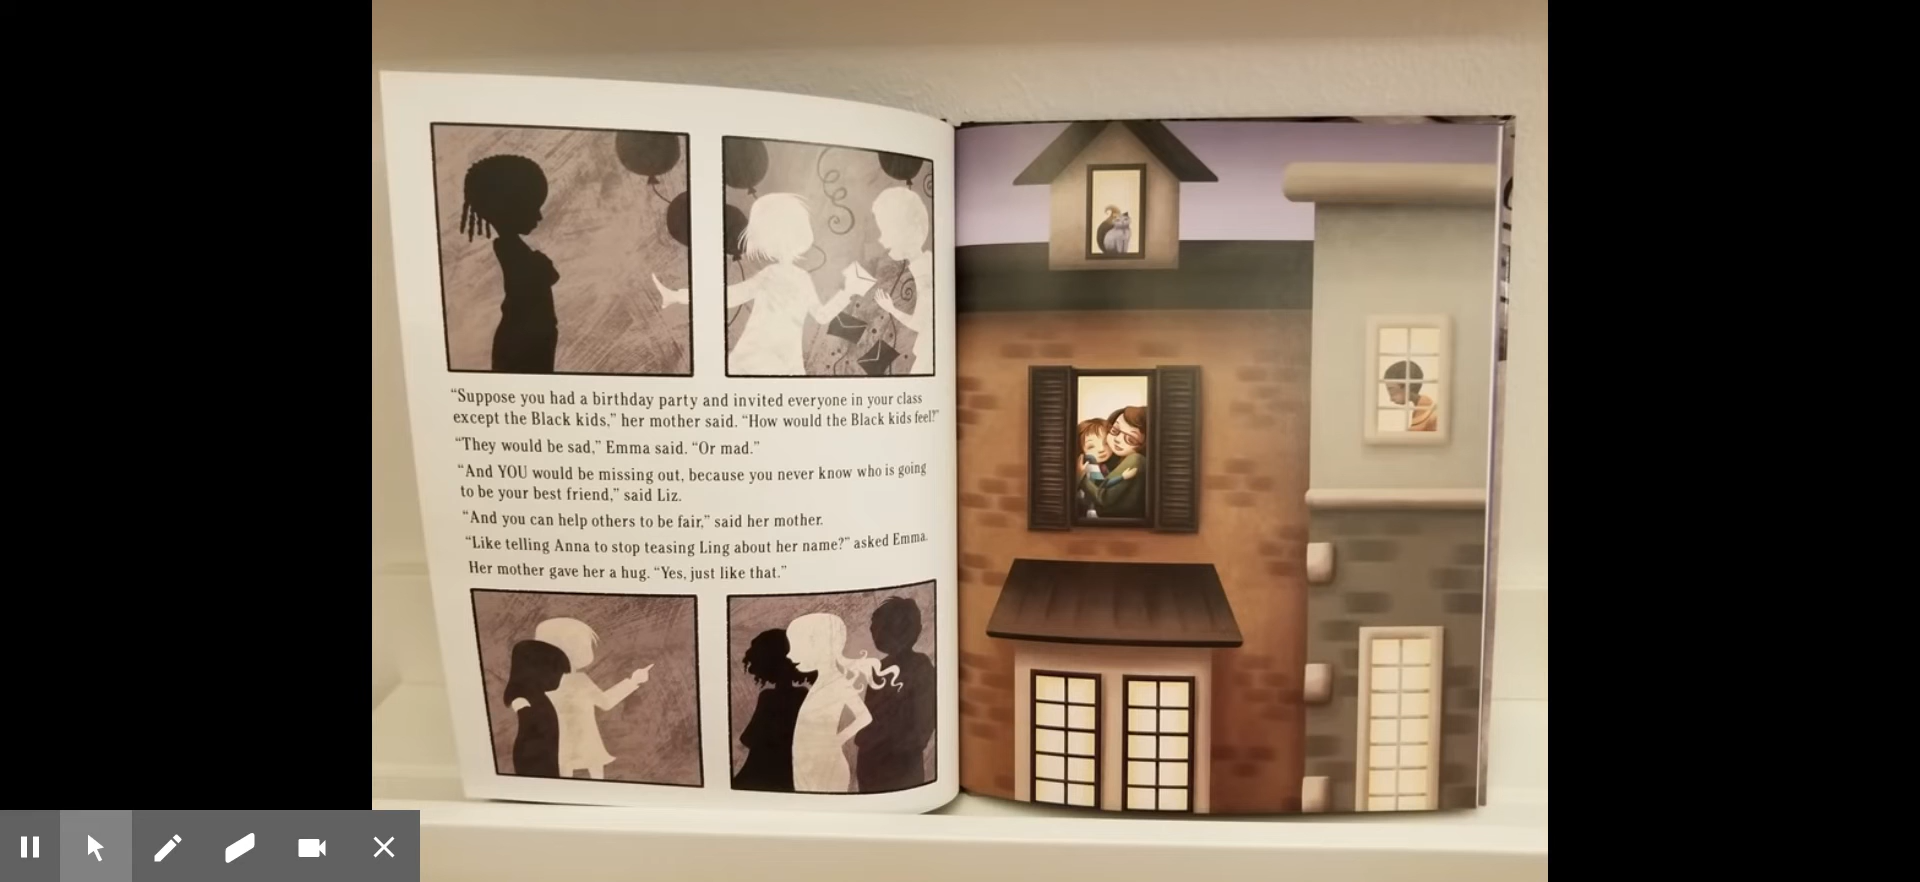 “Suppose you had a birthday party and invited everyone in your class
except the Black kids,” her mother said. “How would the Black kids feel?”
“They would be sad,” Emma said. “Or mad.”
“And YOU would be missing out, because you never know who is going
to be your best friend,” said Liz.
“And you can help others to be fair,” said her mother.
“Like telling Anna to stop teasing Ling about her name?” asked Emma.
Her mother gave her a hug. “Yes, just like that.”